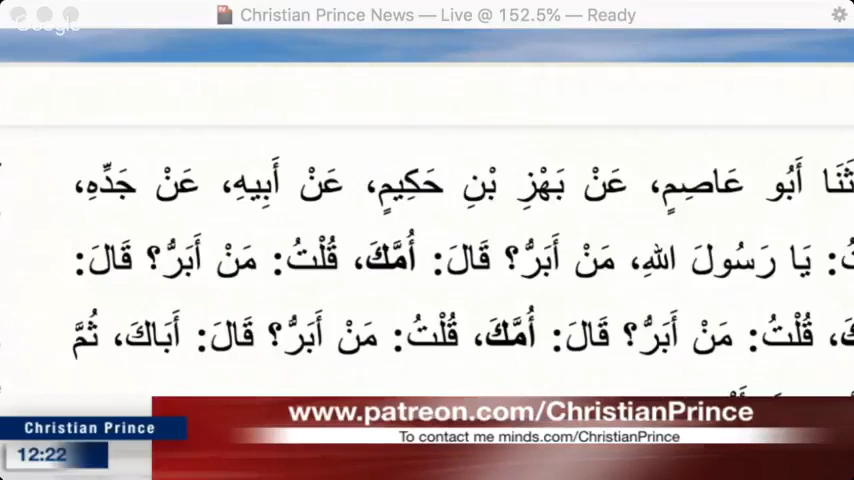 Christian Prince News — Live @ 152.5% — Ready
Google
ثَنَا أَبُو عَاصِمٍ، عَنْ بَهْزِ بْنِ حَكِيمٍ، عَنْ أَبِيهِ، عَنْ جَدِّهِ،
يَا رَسُولَ اللهِ، مَنْ أَبَرُّ؟ قَالَ: أُمَّكَ، قُلْتُ: مَنْ أَبَرُّ؟ قَالَ:
قُلْتُ: مَنْ أَبَرُّ؟ قَالَ: أُمَّكَ، قُلْتُ: مَنْ أَبَرُّ؟ قَالَ: أَبَاكَ، ثُمَّ
www.patreon.com/ChristianPrince
Christian Prince
To contact me minds.com/ChristianPrince
12:22